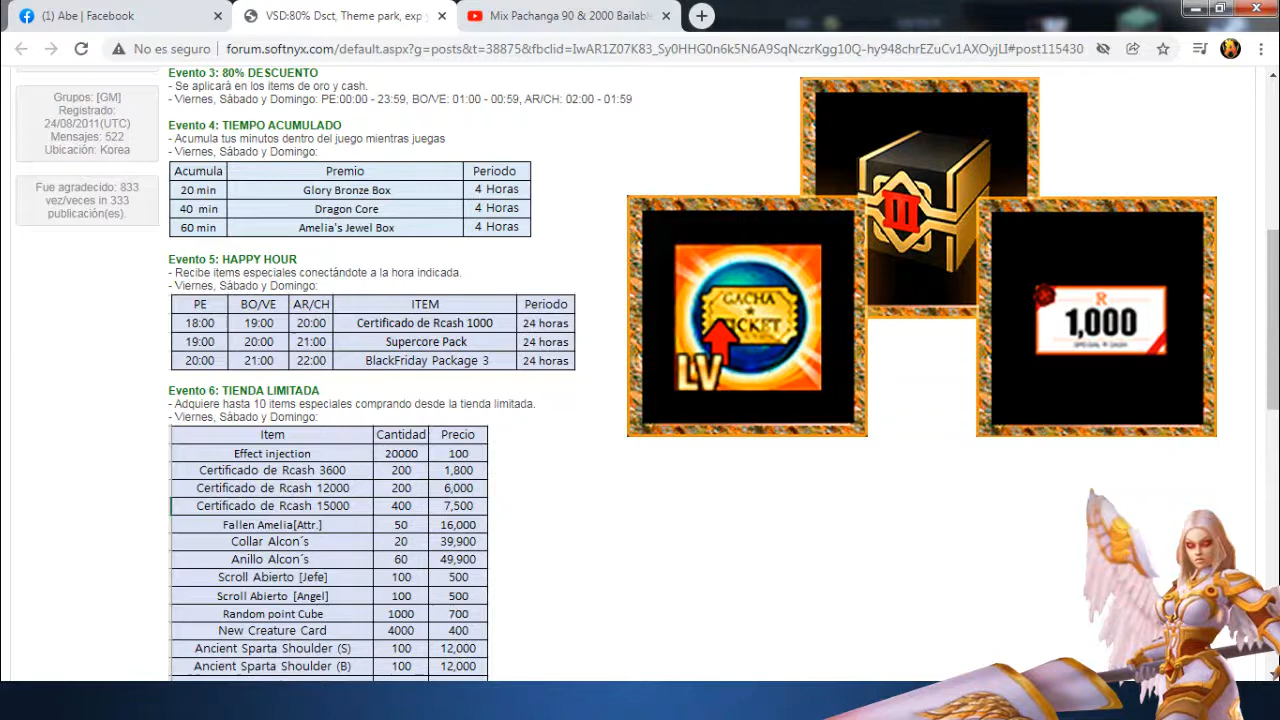 (1) Abe | Facebook
VSD:80% Dsct, Theme park, exp y
Mix Pachanga 90 & 2000 Bailable
No es seguro
forum.softnyx.com/default.aspx?g=posts&t=38875&fbclid=IwAR1Z07K83_Sy0HHG0n6k5N6A9SqNczrKgg10Q-hy948chrEZuCv1AXOyjLI#post115430
Grupos: [GM]
Registrado:
24/08/2011(UTC)
Mensajes: 522
Ubicación: Korea
Fue agradecido: 833
vez/veces in 333
publicación(es).
Evento 3: 80% DESCUENTO
- Se aplicará en los items de oro y cash.
- Viernes, Sábado y Domingo: PE:00:00 - 23:59, BO/VE: 01:00 - 00:59, AR/CH: 02:00 - 01:59
Evento 4: TIEMPO ACUMULADO
- Acumula tus minutos dentro del juego mientras juegas
- Viernes, Sábado y Domingo:
Acumula Premio Periodo
20 min Glory Bronze Box 4 Horas
40 min Dragon Core 4 Horas
60 min Amelia's Jewel Box 4 Horas
Evento 5: HAPPY HOUR
- Recibe items especiales conectándote a la hora indicada.
- Viernes, Sábado y Domingo:
PE BO/VE AR/CH ITEM Periodo
18:00 19:00 20:00 Certificado de Rcash 1000 24 horas
19:00 20:00 21:00 Supercore Pack 24 horas
20:00 21:00 22:00 BlackFriday Package 3 24 horas
Evento 6: TIENDA LIMITADA
- Adquiere hasta 10 items especiales comprando desde la tienda limitada.
- Viernes, Sábado y Domingo:
Item Cantidad Precio
Effect injection 20000 100
Certificado de Rcash 3600 200 1,800
Certificado de Rcash 12000 200 6,000
Certificado de Rcash 15000 400 7,500
Fallen Amelia[Attr.] 50 16,000
Collar Alcon´s 20 39,900
Anillo Alcon´s 60 49,900
Scroll Abierto [Jefe] 100 500
Scroll Abierto [Angel] 100 500
Random point Cube 1000 700
New Creature Card 4000 400
Ancient Sparta Shoulder (S) 100 12,000
Ancient Sparta Shoulder (B) 100 12,000
III
GACHA
TICKET
LV
R
1,000
SPECIAL R CASH